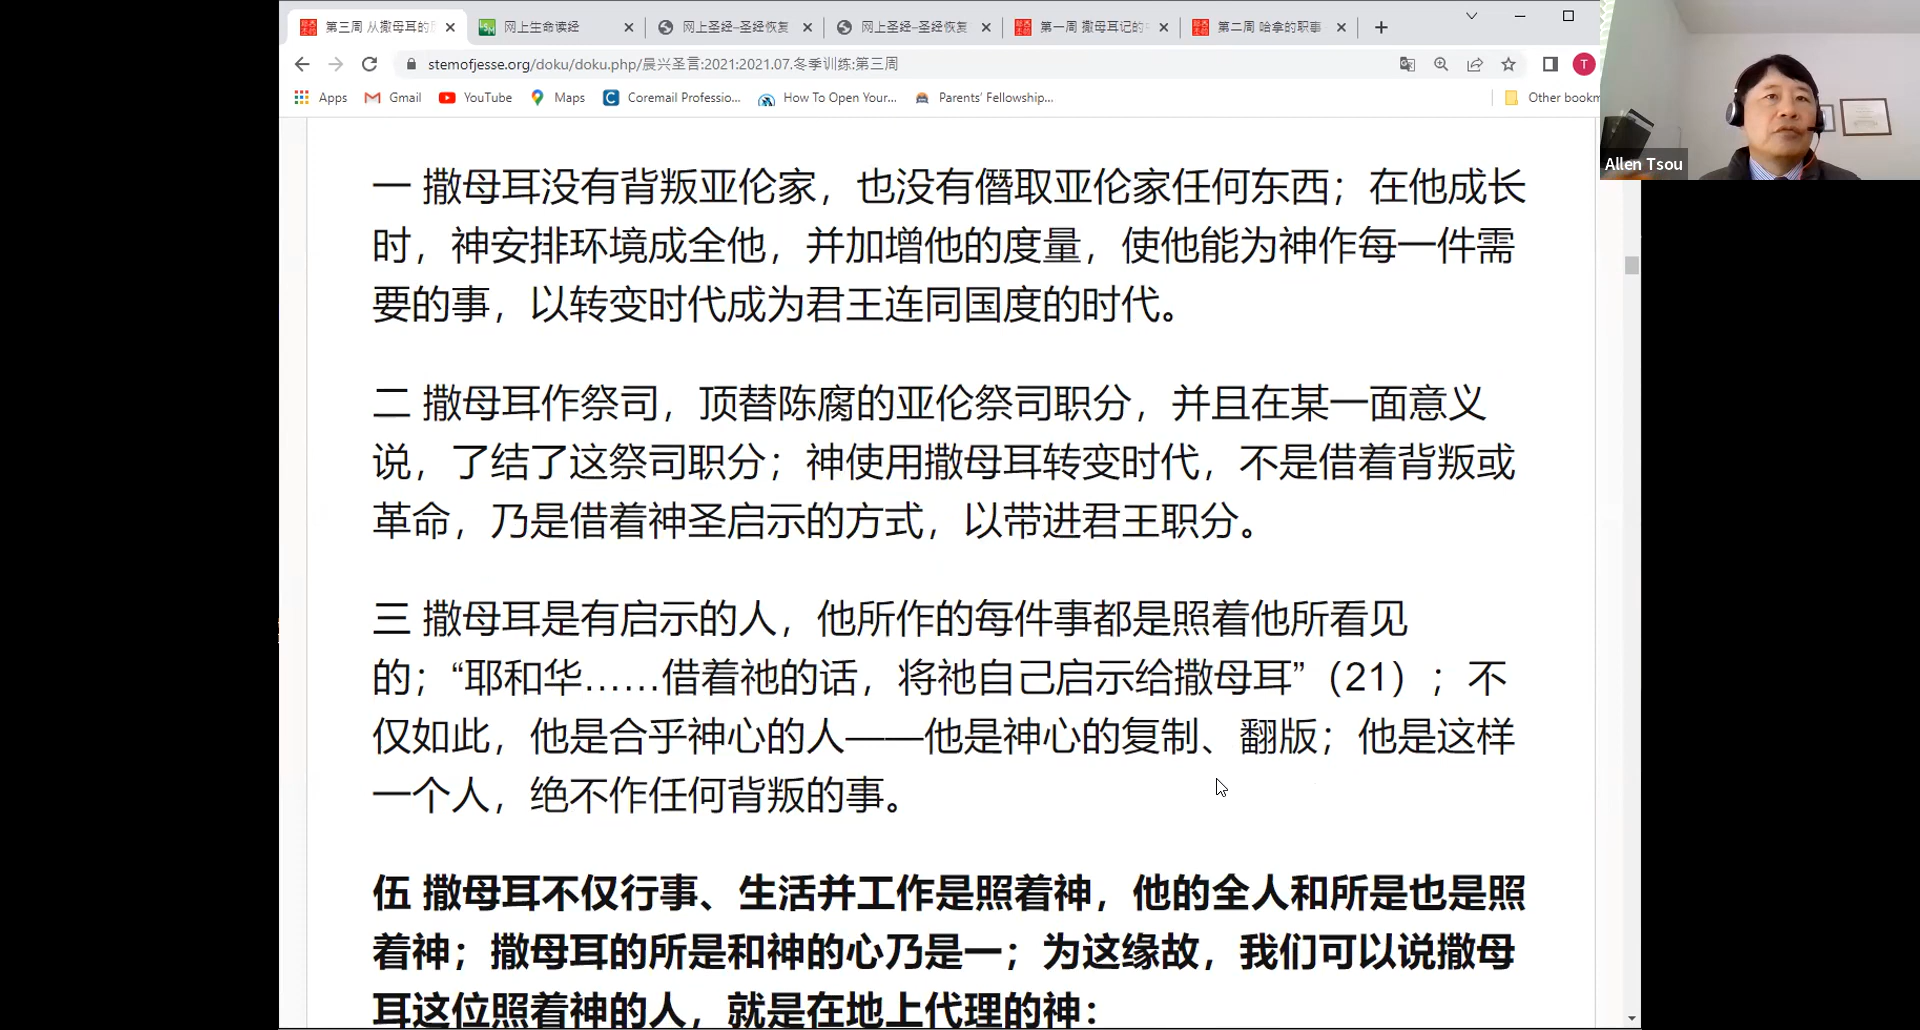 第三周 从撒母耳的
网上生命读经
网上圣经–圣经恢复
网上圣经–圣经恢复
第一周 撒母耳记的
第二周 哈拿的职事
stemofjesse.org/doku/doku.php/晨兴圣言:2021:2021.07.冬季训练:第三周
T
Apps
Gmail
YouTube
Maps
Coremail Professio...
How To Open Your...
Parents' Fellowship...
Other bookm
Allen Tsou
一 撒母耳没有背叛亚伦家，也没有僭取亚伦家任何东西；在他成长
时，神安排环境成全他，并加增他的度量，使他能为神作每一件需
要的事，以转变时代成为君王连同国度的时代。
二 撒母耳作祭司，顶替陈腐的亚伦祭司职分，并且在某一面意义
说，了结了这祭司职分；神使用撒母耳转变时代，不是借着背叛或
革命，乃是借着神圣启示的方式，以带进君王职分。
三 撒母耳是有启示的人，他所作的每件事都是照着他所看见
的；“耶和华……借着祂的话，将祂自己启示给撒母耳”（21）；不
仅如此，他是合乎神心的人——他是神心的复制、翻版；他是这样
一个人，绝不作任何背叛的事。
伍 撒母耳不仅行事、生活并工作是照着神，他的全人和所是也是照
着神；撒母耳的所是和神的心乃是一；为这缘故，我们可以说撒母
耳这位照着神的人，就是在地上代理的神：